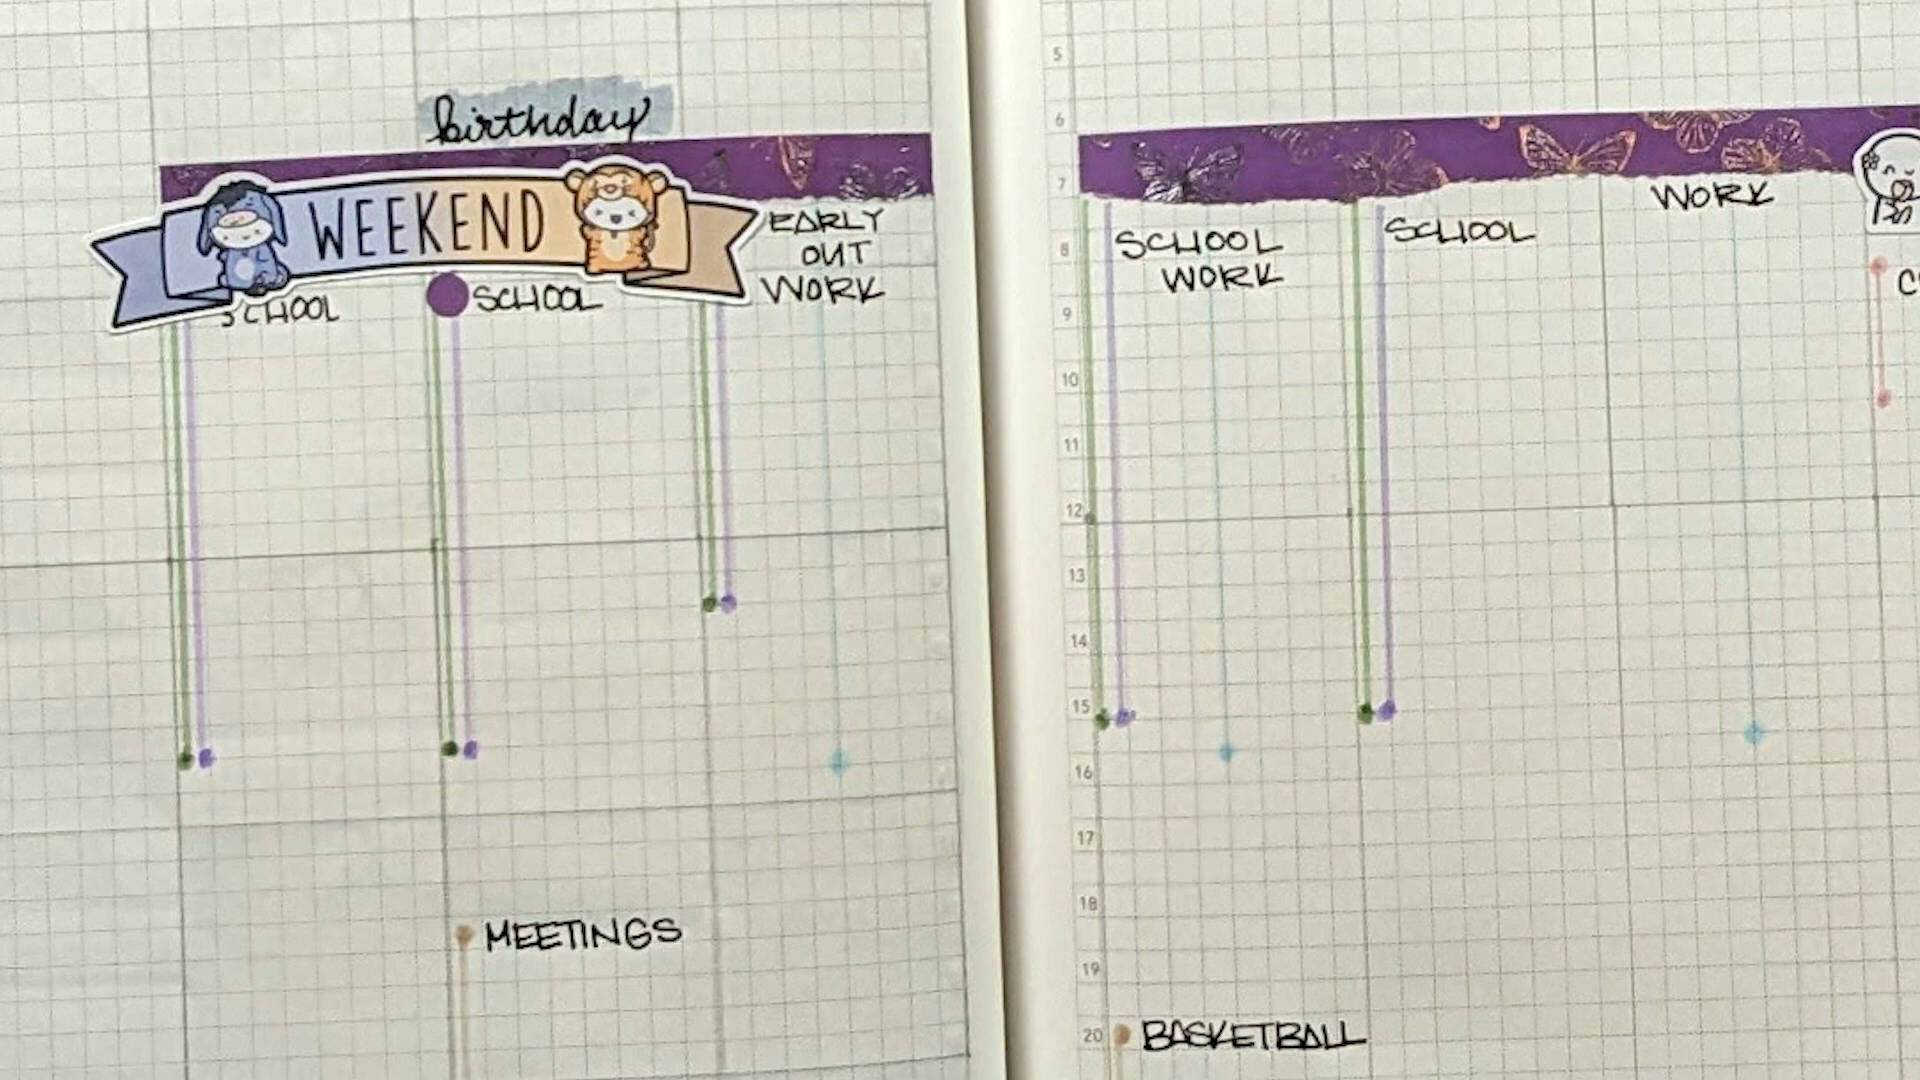 birthday
WEEKEND
SCHOOL
SCHOOL
EARLY
OUT
WORK
MEETINGS
5
6
7
8
9
10
11
12
13
14
15
16
17
18
19
20
SCHOOL
WORK
SCHOOL
WORK
BASKETBALL